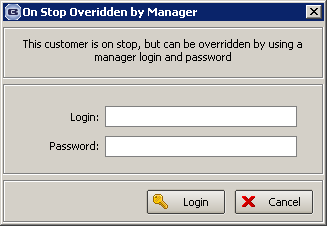 On Stop Overidden by Manager
This customer is on stop, but can be overridden by using a
manager login and password
Login:
Password:
Login
Cancel